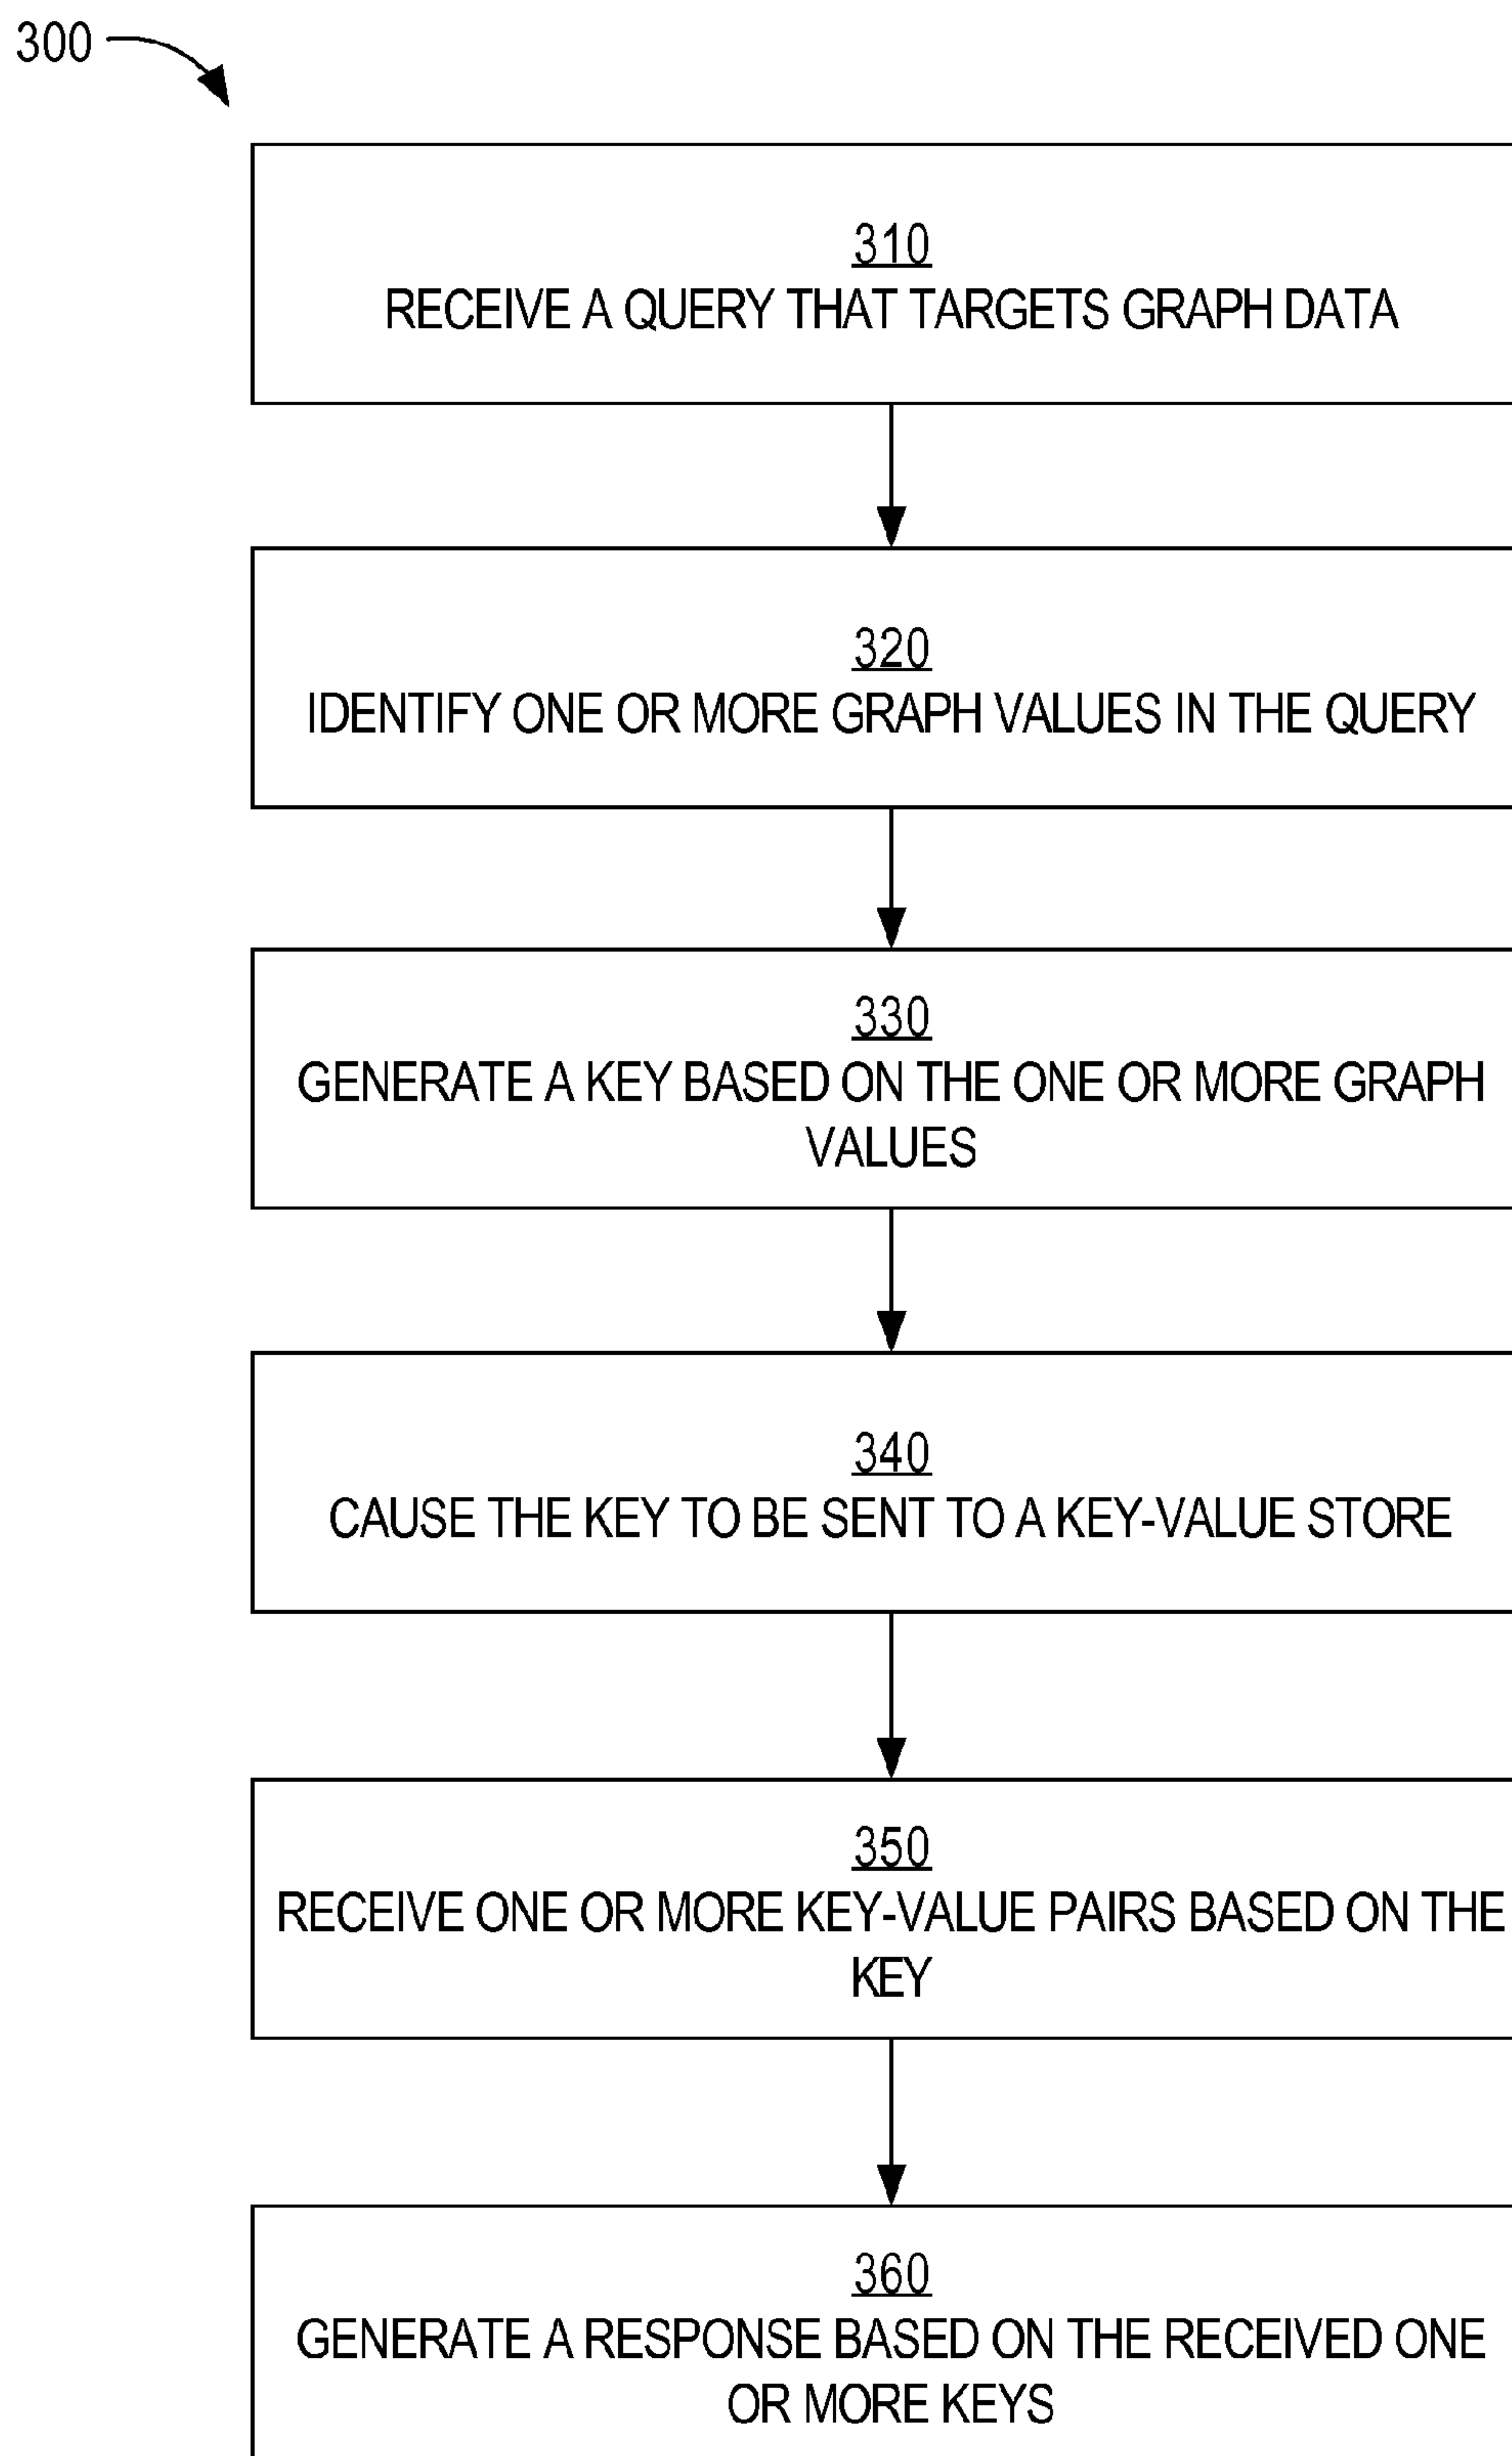 300
310
RECEIVE A QUERY THAT TARGETS GRAPH DATA
320
IDENTIFY ONE OR MORE GRAPH VALUES IN THE QUERY
330
GENERATE A KEY BASED ON THE ONE OR MORE GRAPH
VALUES
340
CAUSE THE KEY TO BE SENT TO A KEY-VALUE STORE
350
RECEIVE ONE OR MORE KEY-VALUE PAIRS BASED ON THE
KEY
360
GENERATE A RESPONSE BASED ON THE RECEIVED ONE
OR MORE KEYS